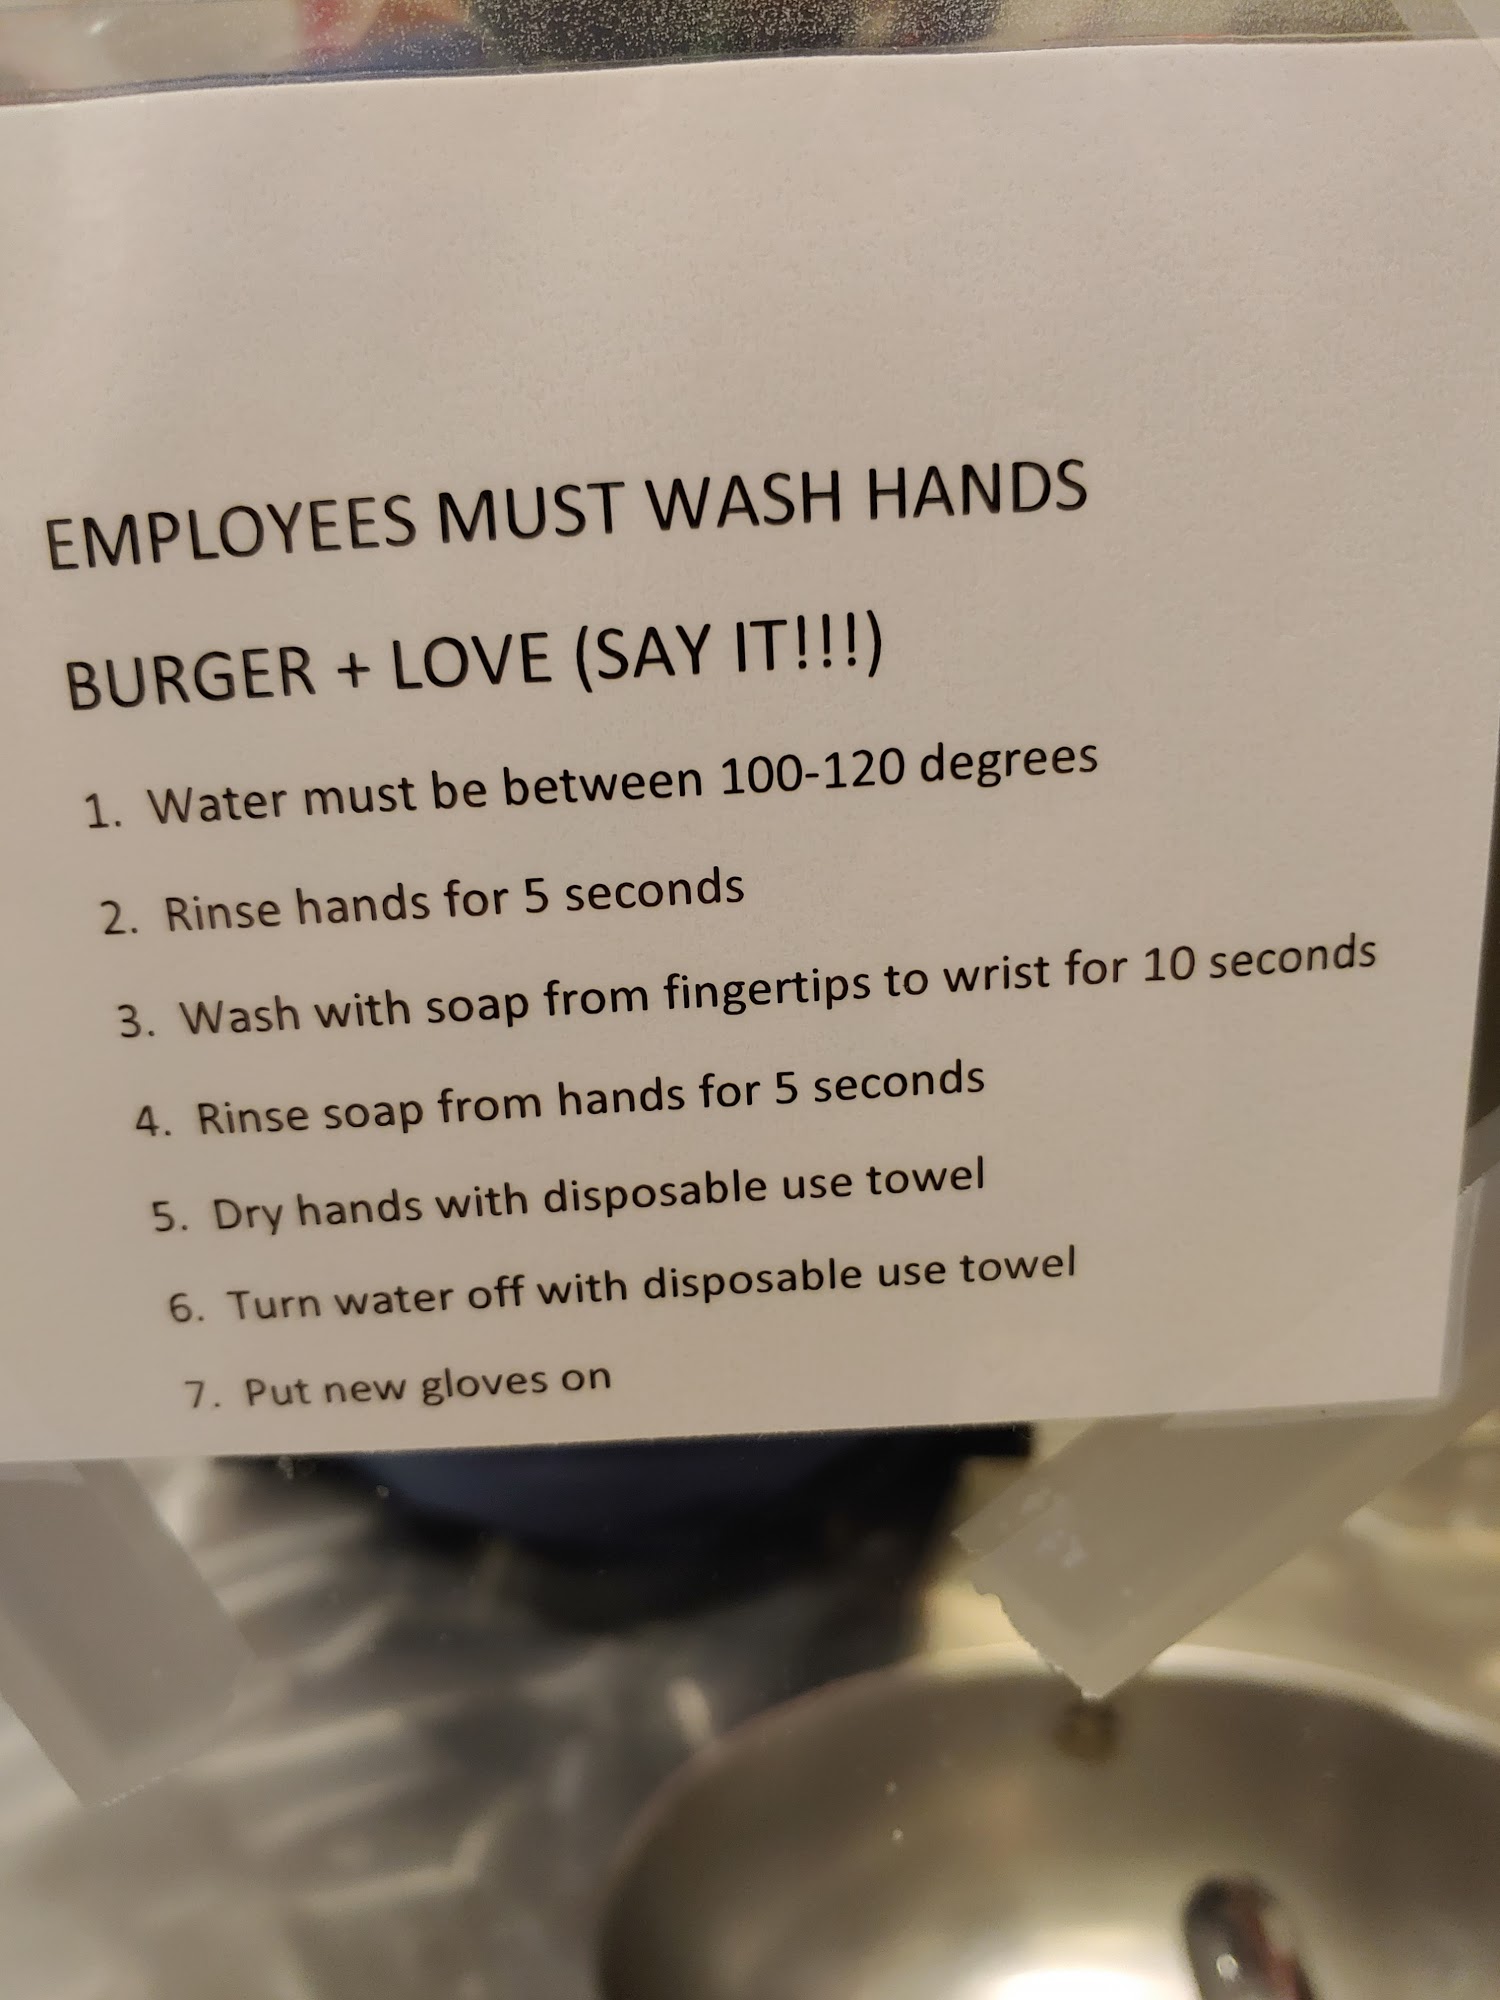 EMPLOYEES MUST WASH HANDS
BURGER + LOVE (SAY IT!!!)
1. Water must be between 100-120 degrees
2. Rinse hands for 5 seconds
3. Wash with soap from fingertips to wrist for 10 seconds
4. Rinse soap from hands for 5 seconds
5. Dry hands with disposable use towel
6. Turn water off with disposable use towel
7. Put new gloves on